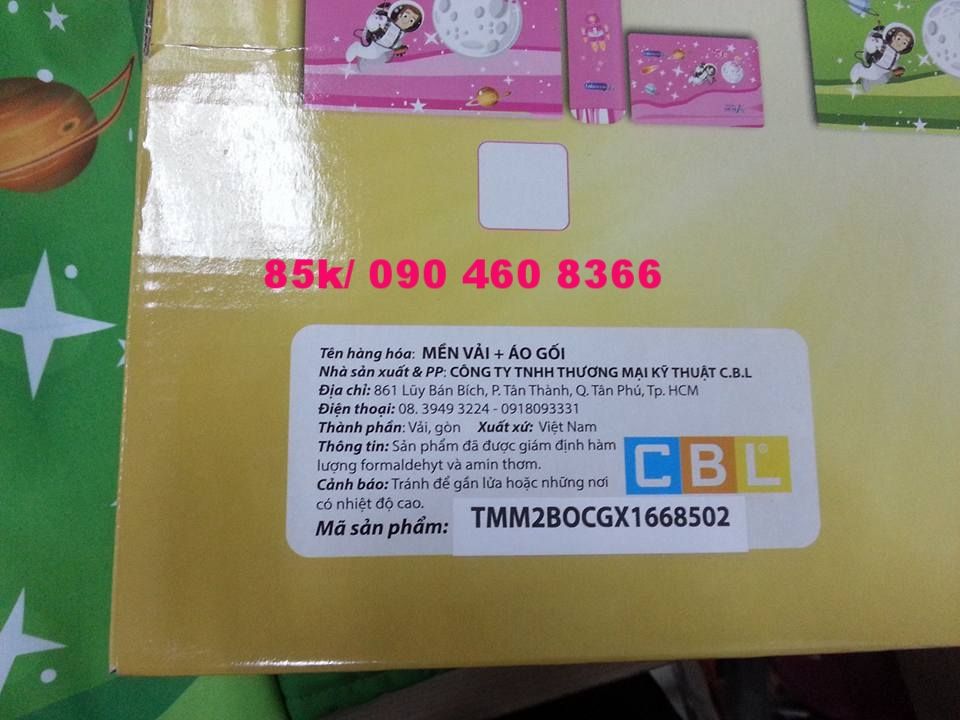 85k/ 090 460 8366
Tên hàng hóa: MỀN VẢI + ÁO GỐI
Nhà sản xuất & PP: CÔNG TY TNHH THƯƠNG MẠI KỸ THUẬT C.B.L
Địa chỉ: 861 Lũy Bán Bích, P. Tân Thành, Q. Tân Phú, Tp. HCM
Điện thoại: 08. 3949 3224 - 0918093331
Thành phần: Vải, gòn Xuất xứ: Việt Nam
Thông tin: Sản phẩm đã được giám định hàm
lượng formaldehyt và amin thơm.
Cảnh báo: Tránh để gần lửa hoặc những nơi
có nhiệt độ cao.
CBL®
Mã sản phẩm: TMM2BOCGX1668502